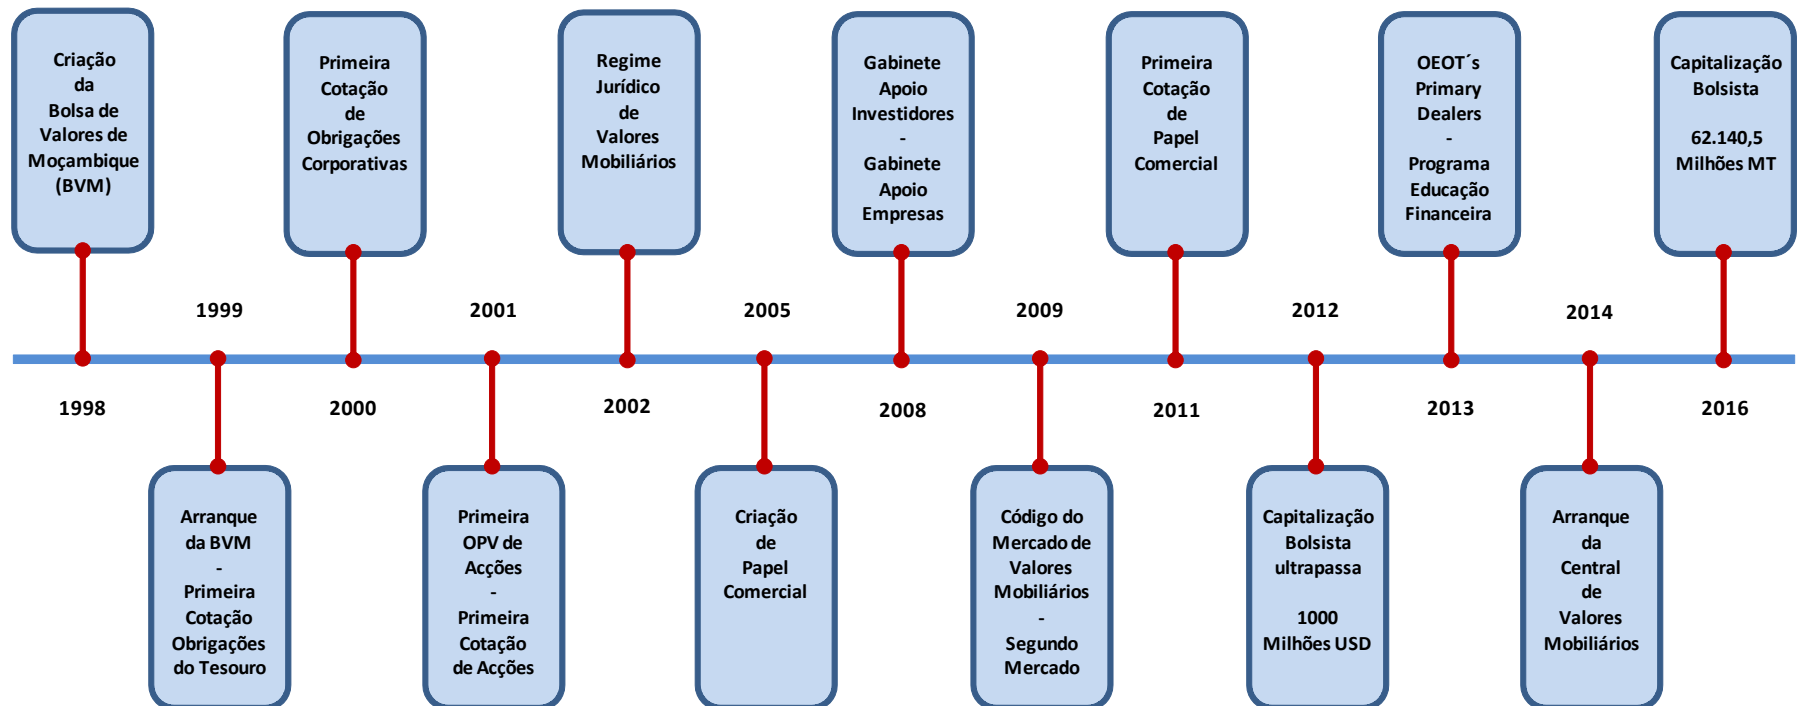 Criação
da
Bolsa de
Valores de
Moçambique
(BVM)
Primeira
Cotação
de
Obrigações
Corporativas
Regime
Jurídico
de
Valores
Mobiliários
Gabinete
Apoio
Investidores
-
Gabinete
Apoio
Empresas
Primeira
Cotação
de
Papel
Comercial
OEOT´s
Primary
Dealers
-
Programa
Educação
Financeira
Capitalização
Bolsista
62.140,5
Milhões MT
1999
2001
2005
2009
2012
2014
1998
2000
2002
2008
2011
2013
2016
Arranque
da BVM
-
Primeira
Cotação
Obrigações
do Tesouro
Primeira
OPV de
Acções
-
Primeira
Cotação
de Acções
Criação
de
Papel
Comercial
Código do
Mercado de
Valores
Mobiliários
-
Segundo
Mercado
Capitalização
Bolsista
ultrapassa
1000
Milhões USD
Arranque
da
Central
de
Valores
Mobiliários